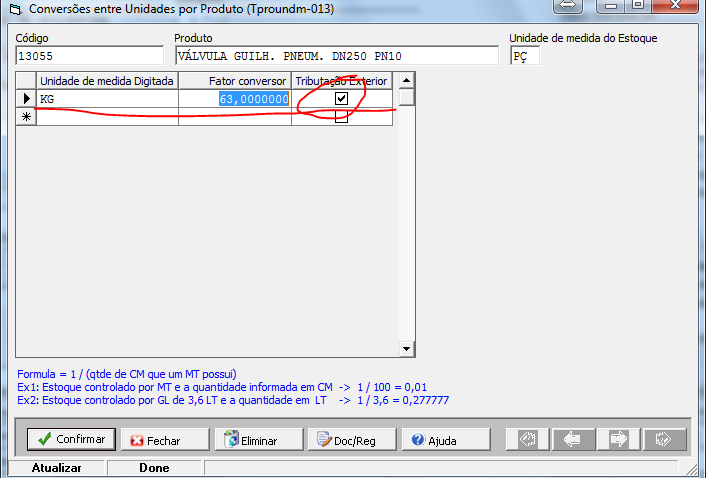 Conversões entre Unidades por Produto (Tproundm-013)
Código Produto Unidade de medida do Estoque
13055 VÁLVULA GUILH. PNEUM. DN250 PN10 PÇ
Unidade de medida Digitada Fator conversor Tributação Exterior
KG 63,0000000
Formula = 1 / (qtde de CM que um MT possui)
Ex1: Estoque controlado por MT e a quantidade informada em CM -> 1 / 100 = 0,01
Ex2: Estoque controlado por GL de 3,6 LT e a quantidade em LT -> 1 / 3,6 = 0,277777
Confirmar Fechar Eliminar Doc/Reg Ajuda
Atualizar Done